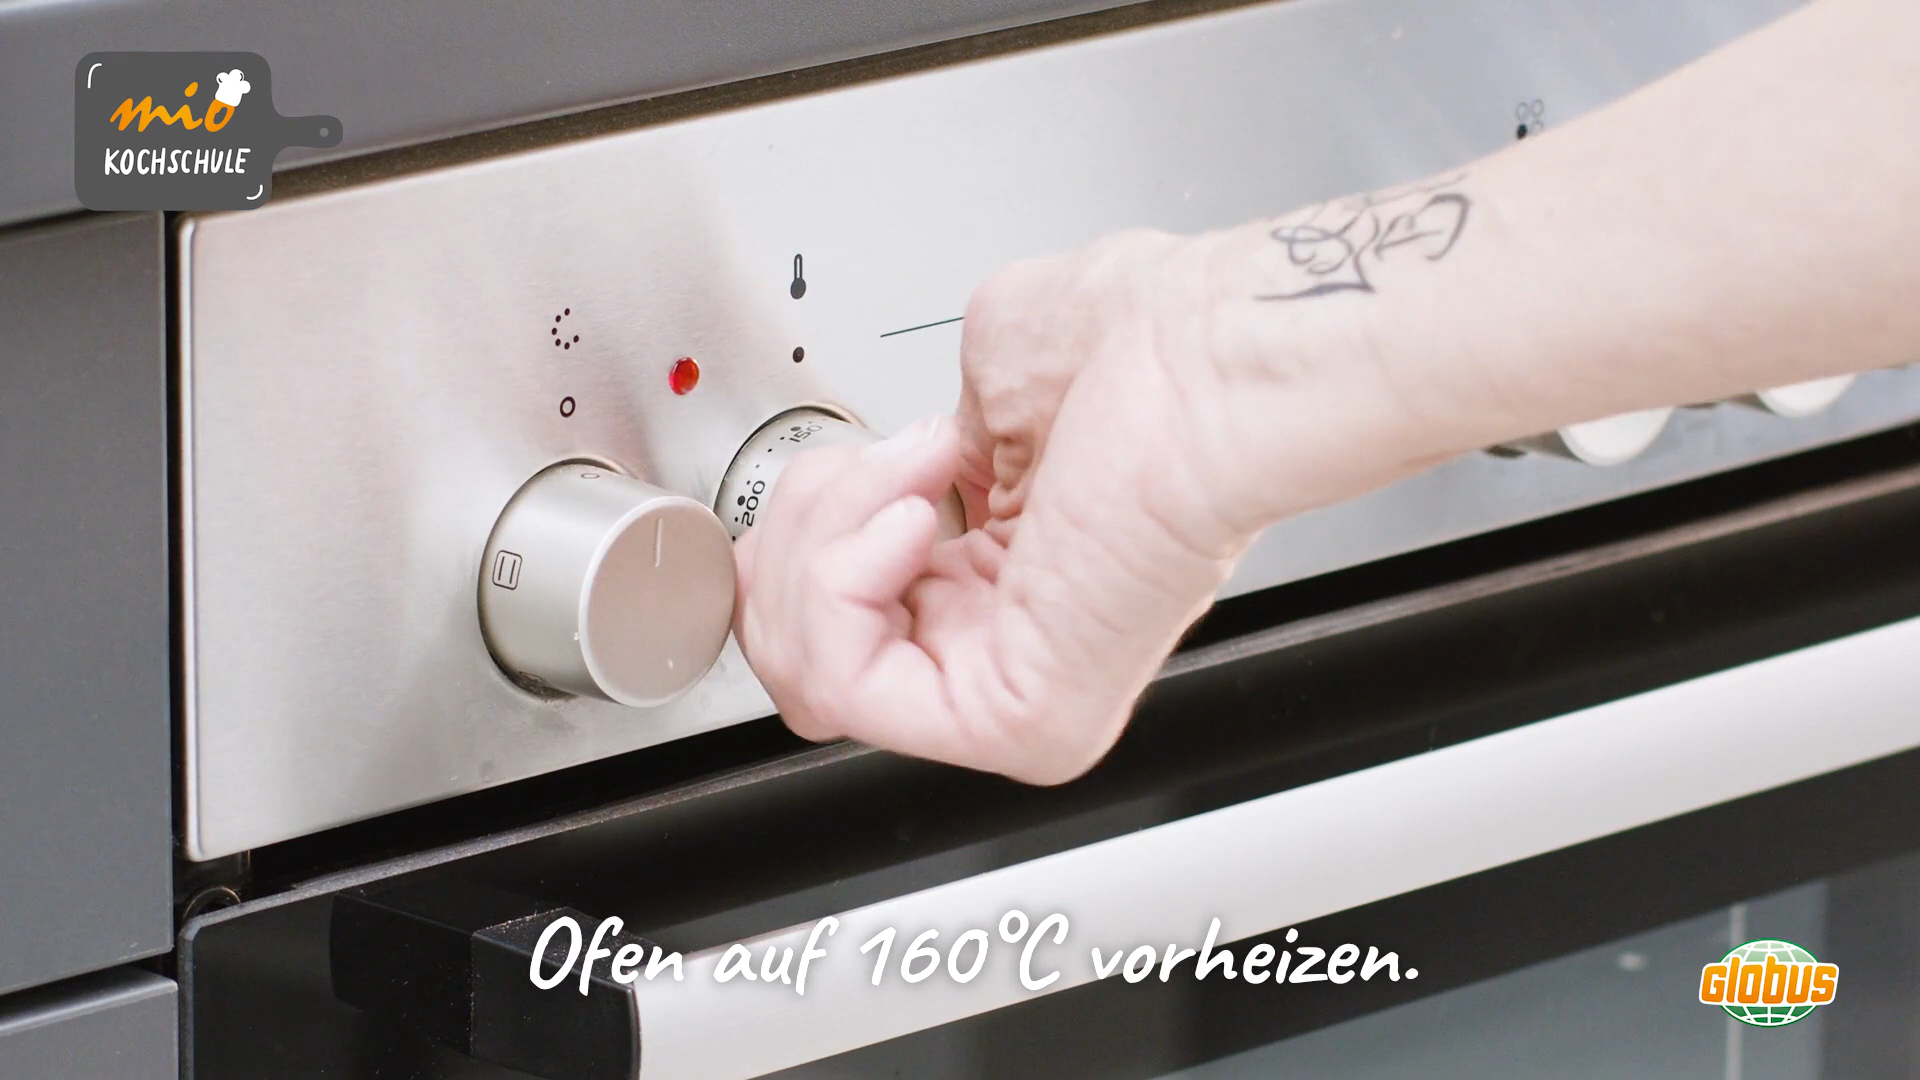 mio
KOCHSCHULE
150
200
Ofen auf 160°C vorheizen.
GLOBUS